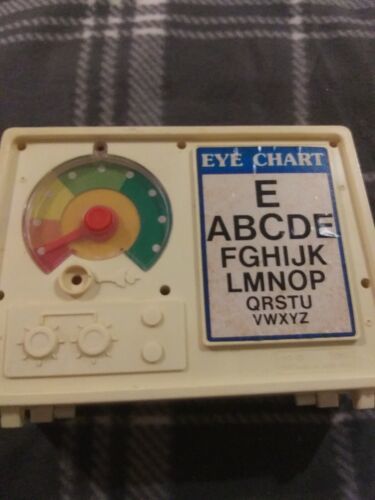 EYE CHART
E
ABCDE
FGHIJK
LMNOP
QRSTU
VWXYZ